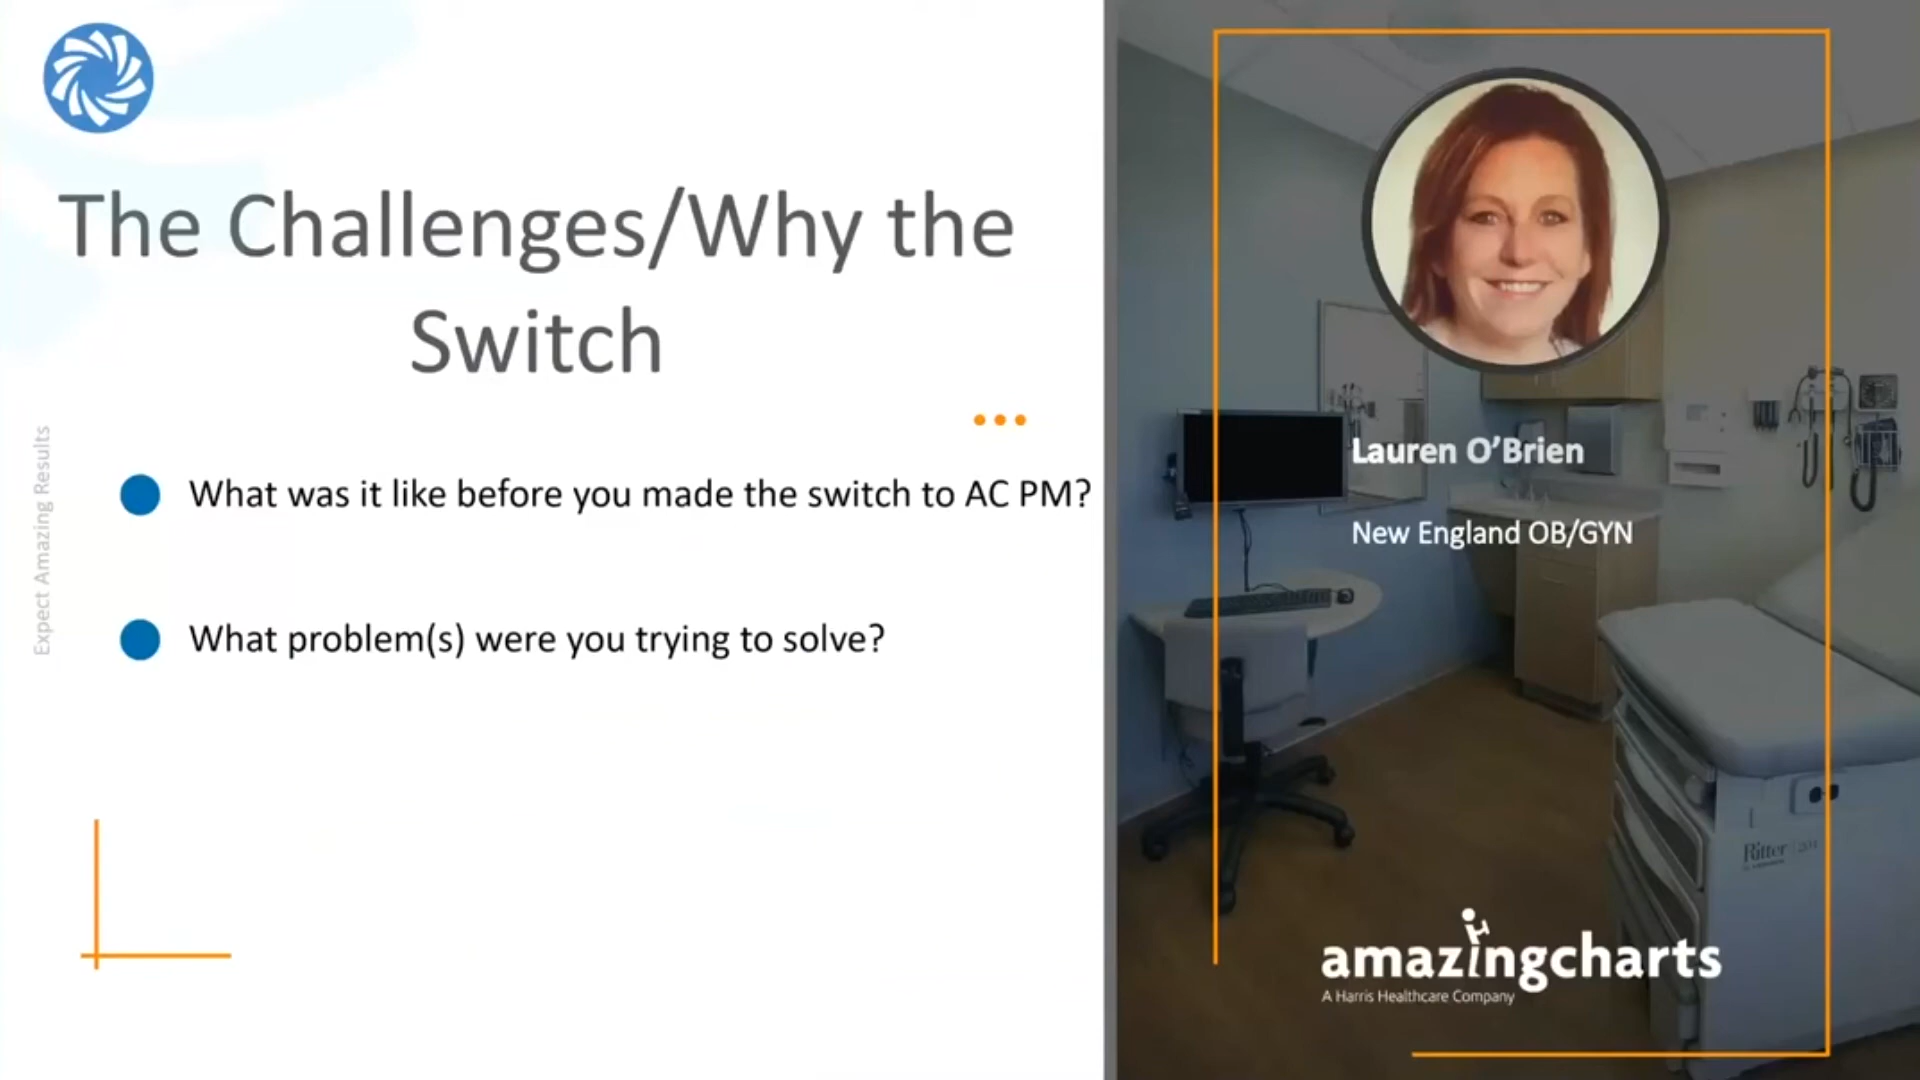 The Challenges/Why the
Switch
Expect Amazing Results
What was it like before you made the switch to AC PM?
What problem(s) were you trying to solve?
Lauren O'Brien
New England OB/GYN
Ritter
amazingcharts
A Harris Healthcare Company